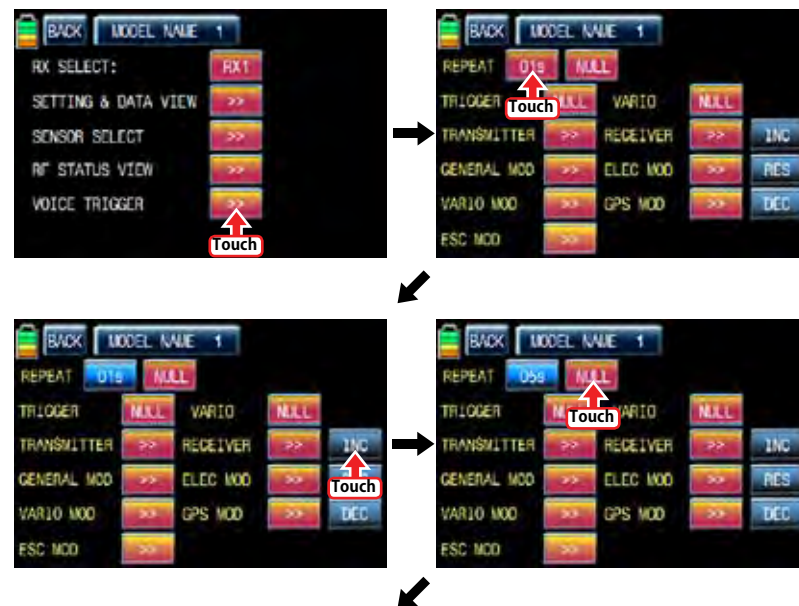 BACK MODEL NAME 1
RX SELECT: RX1
SETTING & DATA VIEW >>
SENSOR SELECT >>
RF STATUS VIEW >>
VOICE TRIGGER >>
Touch
BACK MODEL NAME 1
REPEAT 01s NULL
TRIGGER NULL VARIO NULL
Touch
TRANSMITTER >> RECEIVER >> INC
GENERAL MOD >> ELEC MOD >> RES
VARIO MOD >> GPS MOD >> DEC
ESC MOD >>
BACK MODEL NAME 1
REPEAT 01s NULL
TRIGGER NULL VARIO NULL
TRANSMITTER >> RECEIVER >> INC
GENERAL MOD >> ELEC MOD >>
Touch
VARIO MOD >> GPS MOD >> DEC
ESC MOD >>
BACK MODEL NAME 1
REPEAT 05s NULL
TRIGGER NULL VARIO NULL
Touch
TRANSMITTER >> RECEIVER >> INC
GENERAL MOD >> ELEC MOD >> RES
VARIO MOD >> GPS MOD >> DEC
ESC MOD >>